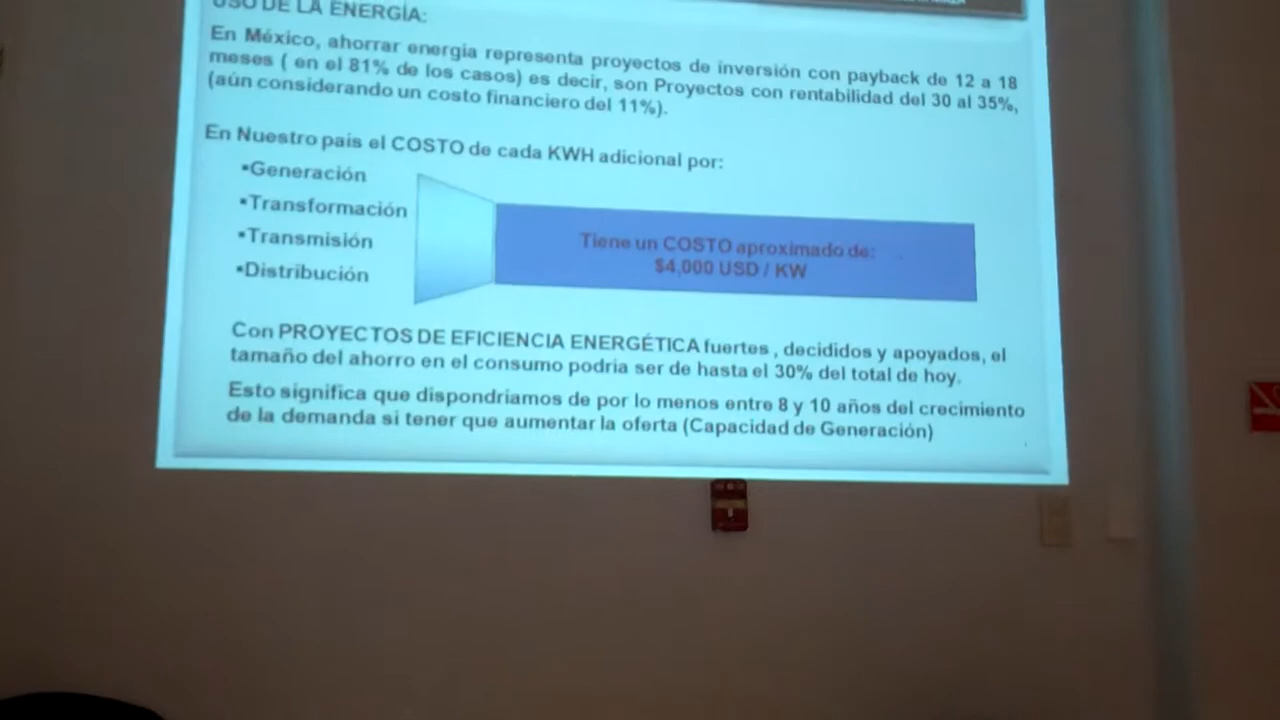 USO DE LA ENERGÍA:
En México, ahorrar energía representa proyectos de inversión con payback de 12 a 18
meses ( en el 81% de los casos) es decir, son Proyectos con rentabilidad del 30 al 35%,
(aún considerando un costo financiero del 11%).
En Nuestro país el COSTO de cada KWH adicional por:
▪Generación
▪Transformación
▪Transmisión
▪Distribución
Tiene un COSTO aproximado de:
$4,000 USD / KW
Con PROYECTOS DE EFICIENCIA ENERGÉTICA fuertes , decididos y apoyados, el
tamaño del ahorro en el consumo podría ser de hasta el 30% del total de hoy.
Esto significa que dispondríamos de por lo menos entre 8 y 10 años del crecimiento
de la demanda si tener que aumentar la oferta (Capacidad de Generación)